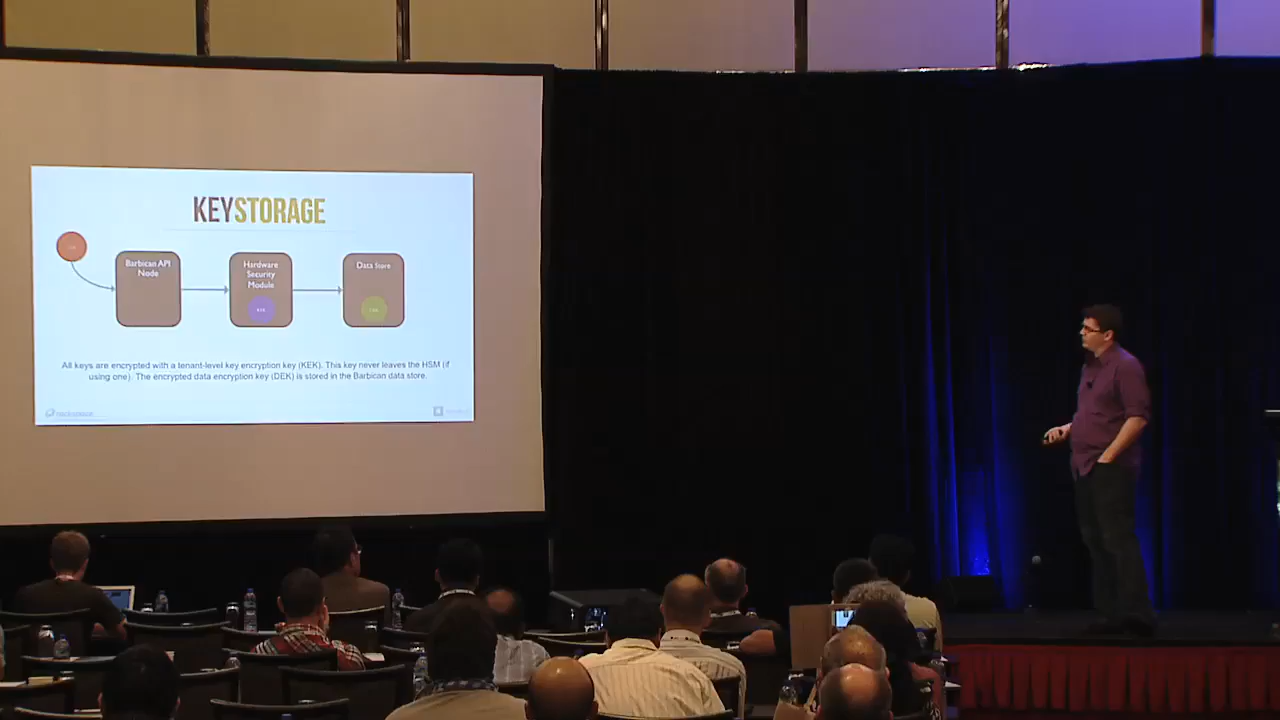 KEYSTORAGE
Barbican API
Node
Hardware
Security
Module
Data Store
All keys are encrypted with a tenant-level key encryption key (KEK). This key never leaves the HSM (if
using one). The encrypted data encryption key (DEK) is stored in the Barbican data store.